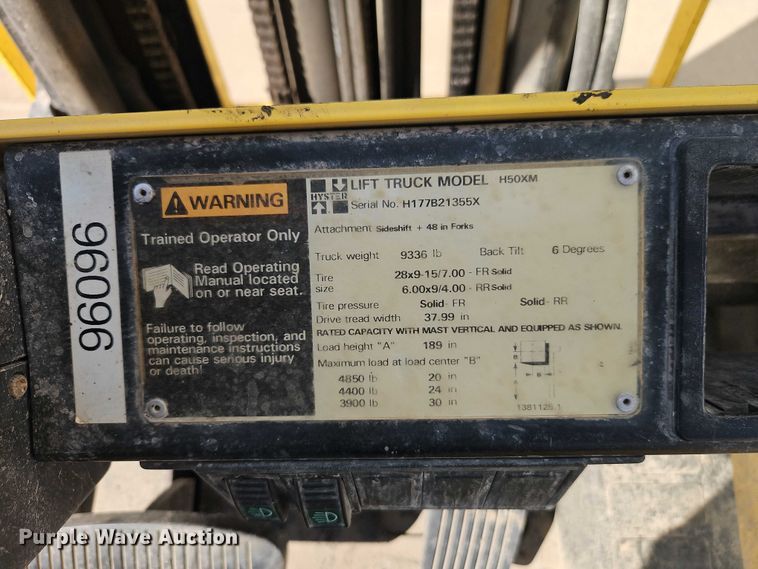 96096
WARNING
Trained Operator Only
Read Operating
Manual located
on or near seat.
Failure to follow
operating, inspection, and
maintenance instructions
can cause serious injury
or death!
HYSTER
LIFT TRUCK MODEL H50XM
Serial No. H177B21355X
Attachment Sideshift + 48 in Forks
Truck weight 9336 lb Back Tilt 6 Degrees
Tire 28x9-15/7.00 - FR Solid
size 6.00x9/4.00 - RR Solid
Tire pressure Solid- FR Solid- RR
Drive tread width 37.99 in
RATED CAPACITY WITH MAST VERTICAL AND EQUIPPED AS SHOWN.
Load height "A" 189 in
Maximum load at load center "B"
4850 lb 20 in
4400 lb 24 in
3900 lb 30 in
B
B
Purple Wave Auction